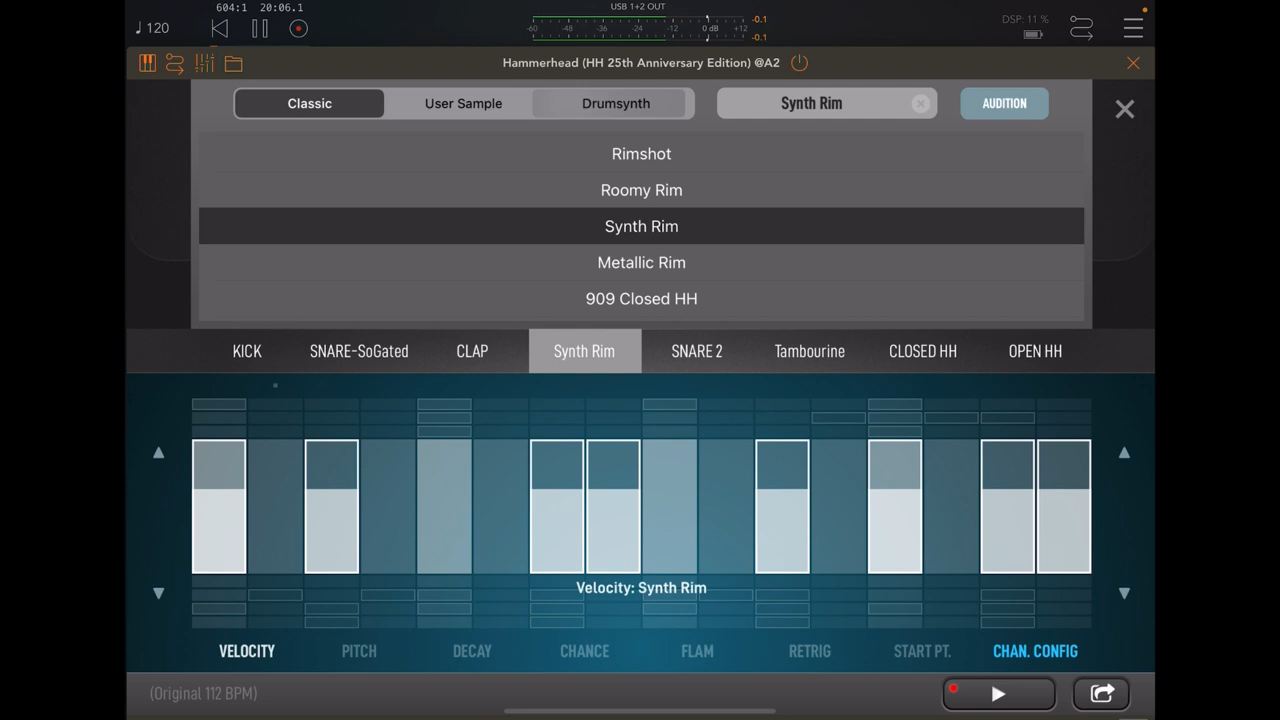 604:1 20:06.1
USB 1+2 OUT
120
-60 -48 -36 -24 -12 0 dB +12
-0.1
-0.1
DSP: 11 %
Hammerhead (HH 25th Anniversary Edition) @A2
Classic User Sample Drumsynth Synth Rim AUDITION
Rimshot
Roomy Rim
Synth Rim
Metallic Rim
909 Closed HH
KICK SNARE-SoGated CLAP Synth Rim SNARE 2 Tambourine CLOSED HH OPEN HH
Velocity: Synth Rim
VELOCITY PITCH DECAY CHANCE FLAM RETRIG START PT. CHAN. CONFIG
(Original 112 BPM)